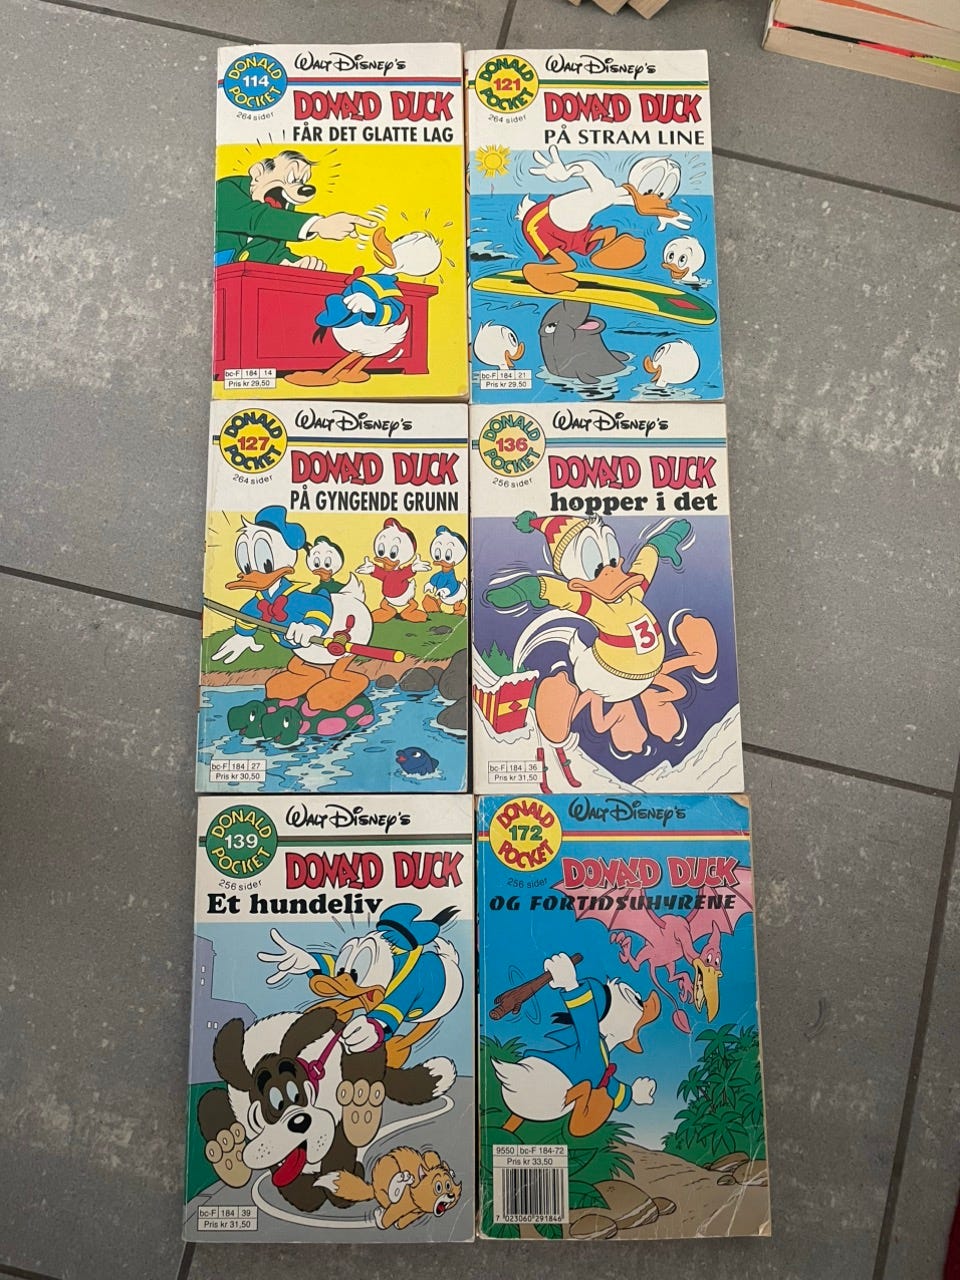 DONALD
114
POCKET
264 sider
WALT DISNEY'S
DONALD DUCK
FÅR DET GLATTE LAG
bc-F 184 14
Pris kr 29,50
DONALD
121
POCKET
264 sider
WALT DISNEY'S
DONALD DUCK
PÅ STRAM LINE
bc-F 184 21
Pris kr 29,50
DONALD
127
POCKET
264 sider
WALT DISNEY'S
DONALD DUCK
PÅ GYNGENDE GRUNN
bc-F 184 27
Pris kr 30,50
DONALD
136
POCKET
256 sider
WALT DISNEY'S
DONALD DUCK
hopper i det
3
bc-F 184 36
Pris kr 31,50
DONALD
139
POCKET
256 sider
WALT DISNEY'S
DONALD DUCK
Et hundeliv
bc-F 184 39
Pris kr 31,50
DONALD
172
POCKET
256 sider
WALT DISNEY'S
DONALD DUCK
OG FORTIDSUHYRENE
9550 bc-F 184-72
Pris kr 33,50
7 023060 291846